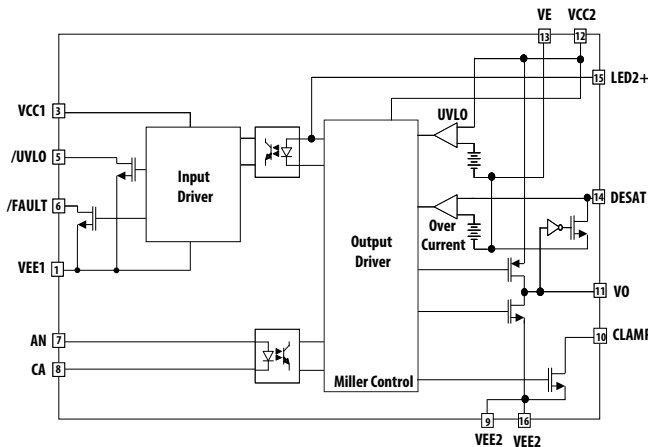 VE
VCC2
13
12
15
LED2+
VCC1
3
UVLO
/UVLO
5
Input
Driver
/FAULT
6
14
DESAT
Over
Current
Output
Driver
VEE1
1
11
VO
AN
7
10
CLAMP
CA
8
Miller Control
9
16
VEE2
VEE2